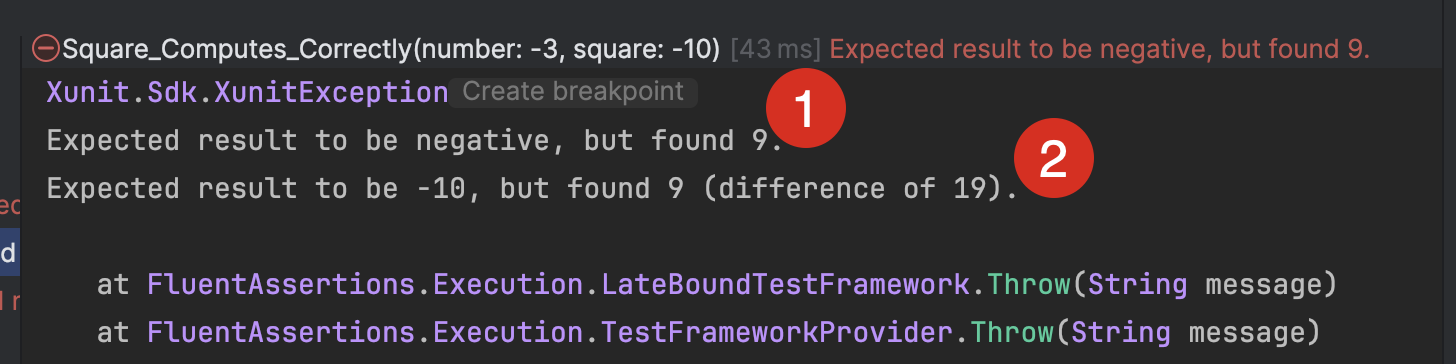 Square_Computes_Correctly(number: -3, square: -10) [43 ms] Expected result to be negative, but found 9.
Xunit.Sdk.XunitException Create breakpoint
1
Expected result to be negative, but found 9.
2
Expected result to be -10, but found 9 (difference of 19).
ed
d
at FluentAssertions.Execution.LateBoundTestFramework.Throw(String message)
at FluentAssertions.Execution.TestFrameworkProvider.Throw(String message)